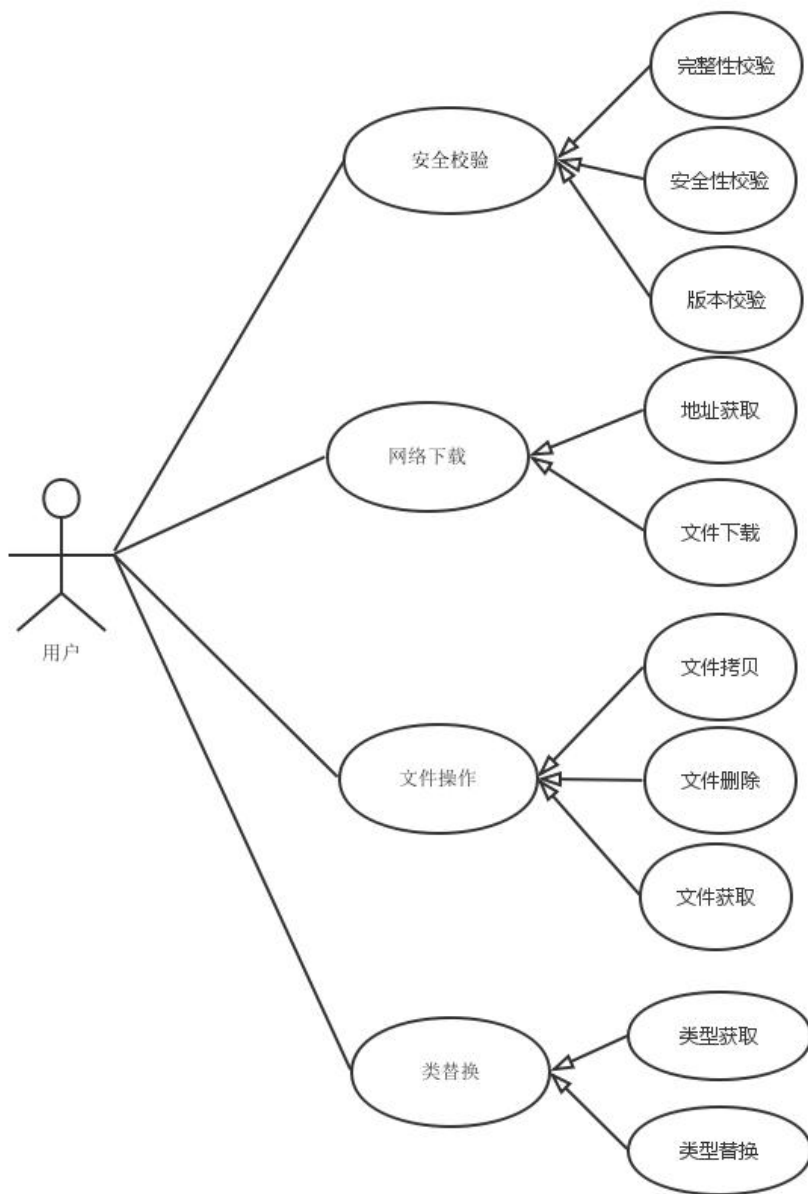 完整性校验
安全校验
安全性校验
版本校验
地址获取
网络下载
文件下载
用户
文件拷贝
文件操作
文件删除
文件获取
类型获取
类替换
类型替换